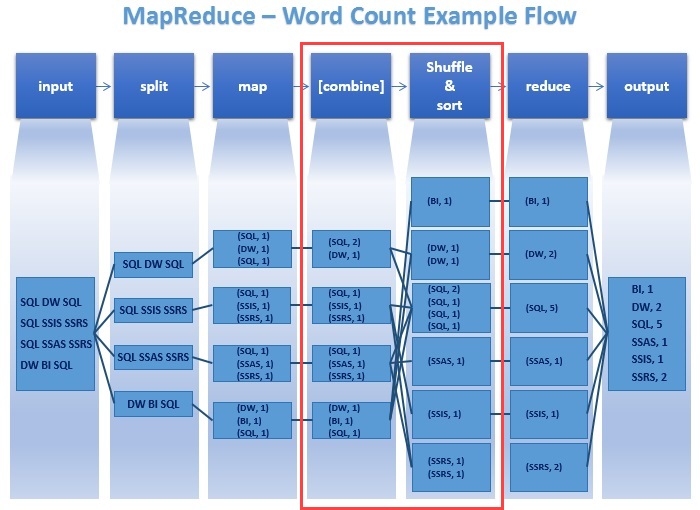 MapReduce – Word Count Example Flow
input
split
map
[combine]
Shuffle
&
sort
reduce
output
SQL DW SQL
SQL SSIS SSRS
SQL SSAS SSRS
DW BI SQL
SQL DW SQL
SQL SSIS SSRS
SQL SSAS SSRS
DW BI SQL
(SQL, 1)
(DW, 1)
(SQL, 1)
(SQL, 1)
(SSIS, 1)
(SSRS, 1)
(SQL, 1)
(SSAS, 1)
(SSRS, 1)
(DW, 1)
(BI, 1)
(SQL, 1)
(SQL, 2)
(DW, 1)
(SQL, 1)
(SSIS, 1)
(SSRS, 1)
(SQL, 1)
(SSAS, 1)
(SSRS, 1)
(DW, 1)
(BI, 1)
(SQL, 1)
(BI, 1)
(DW, 1)
(DW, 1)
(SQL, 2)
(SQL, 1)
(SQL, 1)
(SQL, 1)
(SSAS, 1)
(SSIS, 1)
(SSRS, 1)
(SSRS, 1)
(BI, 1)
(DW, 2)
(SQL, 5)
(SSAS, 1)
(SSIS, 1)
(SSRS, 2)
BI, 1
DW, 2
SQL, 5
SSAS, 1
SSIS, 1
SSRS, 2